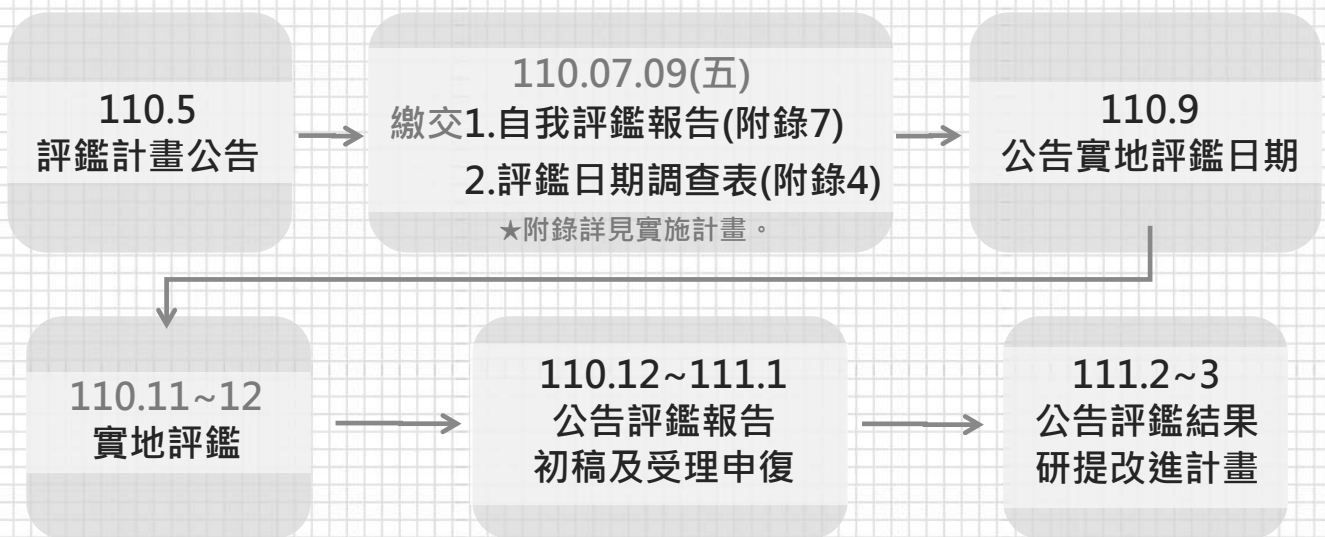 110.5
評鑑計畫公告
110.07.09(五)
繳交1.自我評鑑報告(附錄7)
2.評鑑日期調查表(附錄4)
★附錄詳見實施計畫。
110.9
公告實地評鑑日期
110.11~12
實地評鑑
110.12~111.1
公告評鑑報告
初稿及受理申復
111.2~3
公告評鑑結果
研提改進計畫